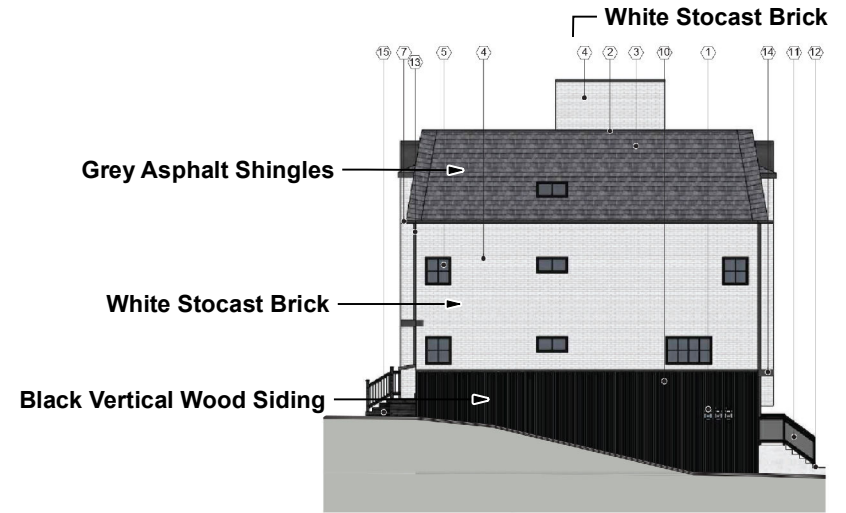 White Stocast Brick
15 7 13 5 4 4 2 3 10 1 14 11 12
Grey Asphalt Shingles
White Stocast Brick
Black Vertical Wood Siding